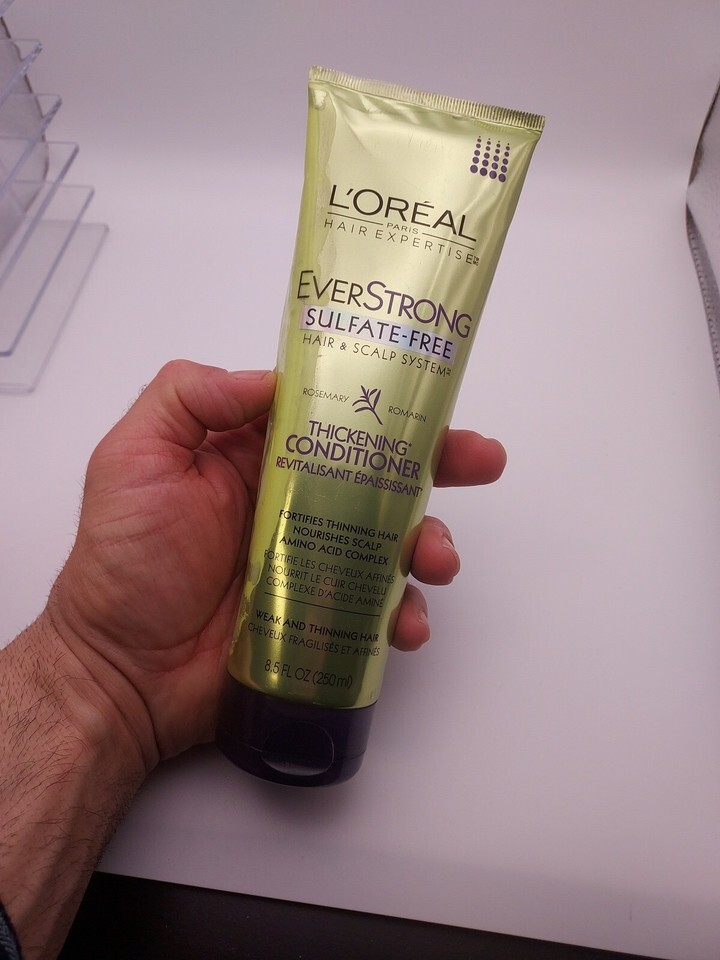 L'ORÉAL
PARIS
HAIR EXPERTISE
EVERSTRONG
SULFATE-FREE
HAIR & SCALP SYSTEM
ROSEMARY ROMARIN
THICKENING*
CONDITIONER
REVITALISANT ÉPAISSISSANT*
FORTIFIES THINNING HAIR
NOURISHES SCALP
AMINO ACID COMPLEX
FORTIFIE LES CHEVEUX AFFINÉS
NOURRIT LE CUIR CHEVELU
COMPLEXE D'ACIDE AMINÉ
WEAK AND THINNING HAIR
CHEVEUX FRAGILISÉS ET AFFINÉS
8.5 FL OZ (250 ml)